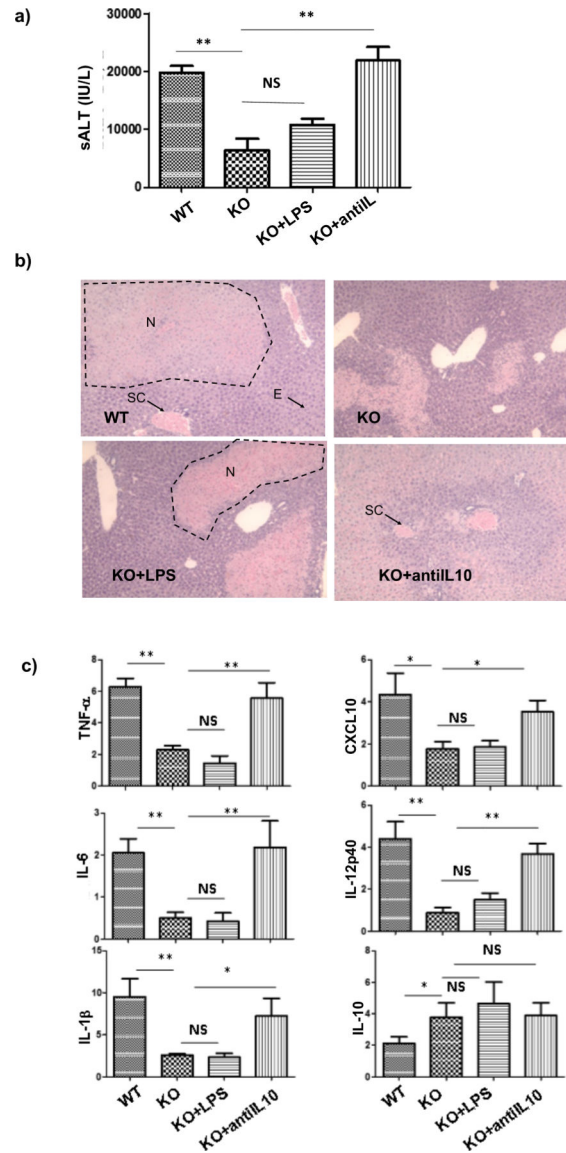 a)
sALT (IU/L)
30000
20000
10000
0
**
**
NS
WT
KO
KO+LPS
KO+antiIL
b)
N
SC
E
WT
KO
N
KO+LPS
SC
KO+antiIL10
c)
TNF-α
8
6
4
2
0
**
**
NS
CXCL10
6
4
2
0
*
*
NS
IL-6
3
2
1
0
**
**
NS
IL-12p40
6
4
2
0
**
**
NS
IL-1β
15
10
5
0
**
*
NS
WT
KO
KO+LPS
KO+antiIL10
IL-10
8
6
4
2
0
*
NS
NS
WT
KO
KO+LPS
KO+antiIL10